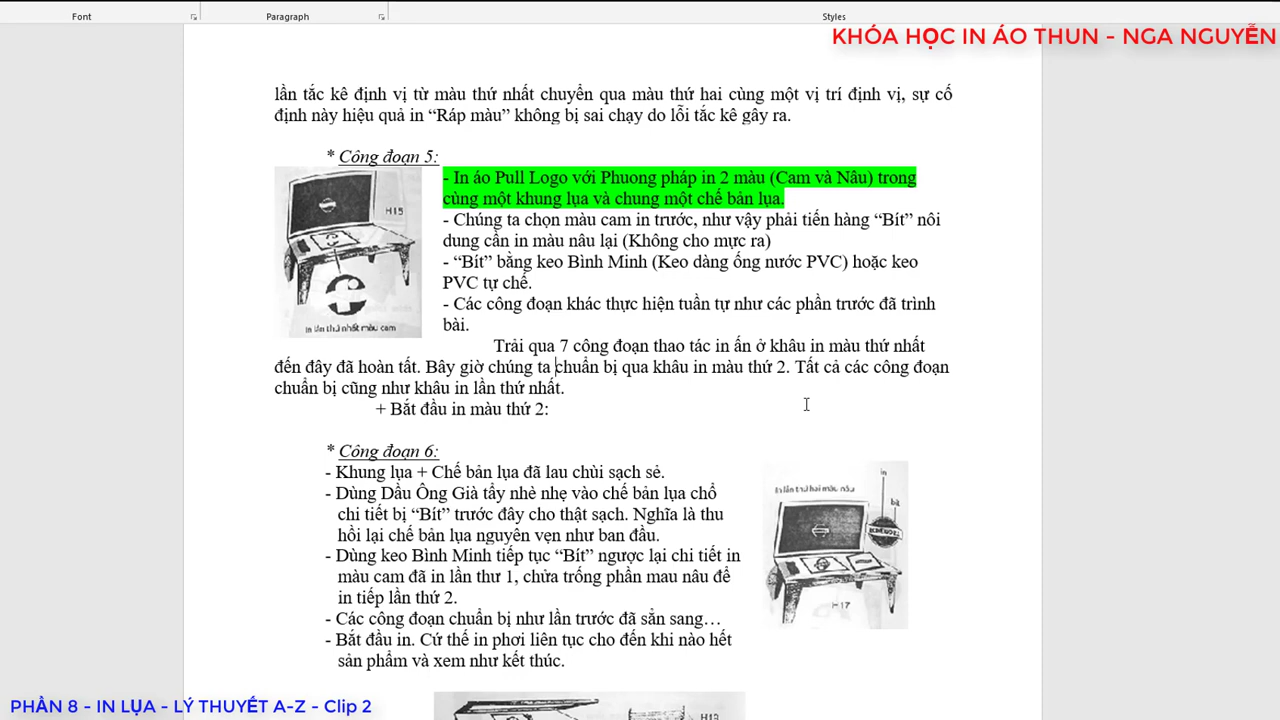 Font
Paragraph
Styles
KHÓA HỌC IN ÁO THUN - NGA NGUYỄN
lần tắc kê định vị từ màu thứ nhất chuyển qua màu thứ hai cùng một vị trí định vị, sự cố
định này hiệu quả in “Ráp màu” không bị sai chạy do lỗi tắc kê gây ra.
* Công đoạn 5:
- In áo Pull Logo với Phuong pháp in 2 màu (Cam và Nâu) trong
cùng một khung lụa và chung một chế bản lụa.
- Chúng ta chọn màu cam in trước, như vậy phải tiến hàng “Bít” nôi
dung cần in màu nâu lại (Không cho mực ra)
- “Bít” bằng keo Bình Minh (Keo dàng ống nước PVC) hoặc keo
PVC tự chế.
- Các công đoạn khác thực hiện tuần tự như các phần trước đã trình
bài.
H15
in lần thứ nhất màu cam
Trải qua 7 công đoạn thao tác in ấn ở khâu in màu thứ nhất
đến đây đã hoàn tất. Bây giờ chúng ta chuẩn bị qua khâu in màu thứ 2. Tất cả các công đoạn
chuẩn bị cũng như khâu in lần thứ nhất.
+ Bắt đầu in màu thứ 2:
* Công đoạn 6:
- Khung lụa + Chế bản lụa đã lau chùi sạch sẻ.
- Dùng Dầu Ông Già tẩy nhè nhẹ vào chế bản lụa chổ
chi tiết bị “Bít” trước đây cho thật sạch. Nghĩa là thu
hồi lại chế bản lụa nguyên vẹn như ban đầu.
- Dùng keo Bình Minh tiếp tục “Bít” ngược lại chi tiết in
màu cam đã in lần thư 1, chửa trống phần mau nâu để
in tiếp lần thứ 2.
- Các công đoạn chuẩn bị như lần trước đã sẳn sang…
- Bắt đầu in. Cứ thế in phơi liên tục cho đến khi nào hết
sản phẩm và xem như kết thúc.
in
in lần thứ hai màu nâu
bít
H17
PHẦN 8 - IN LỤA - LÝ THUYẾT A-Z - Clip 2